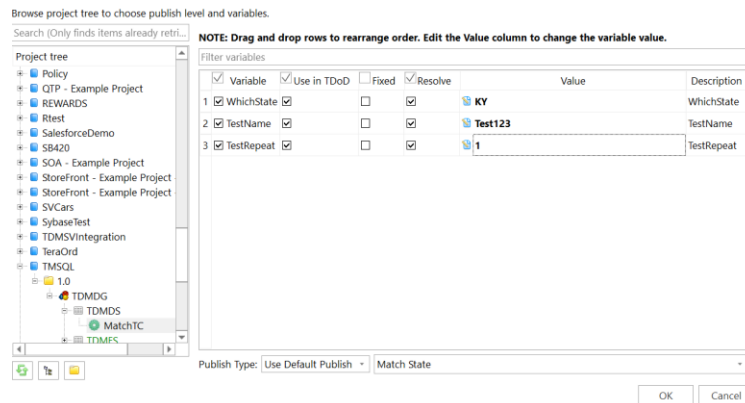 Browse project tree to choose publish level and variables.
Search (Only finds items already retri...
NOTE: Drag and drop rows to rearrange order. Edit the Value column to change the variable value.
Project tree
Policy
QTP - Example Project
REWARDS
Rtest
SalesforceDemo
SB420
SOA - Example Project
StoreFront - Example Project
StoreFront - Example Project
SVCars
SybaseTest
TDMSVIntegration
TeraOrd
TMSQL
1.0
TDMDG
TDMDS
MatchTC
TDMFS
Filter variables
Variable Use in TDoD Fixed Resolve Value Description
1 WhichState KY WhichState
2 TestName Test123 TestName
3 TestRepeat 1 TestRepeat
Publish Type: Use Default Publish Match State
OK Cancel